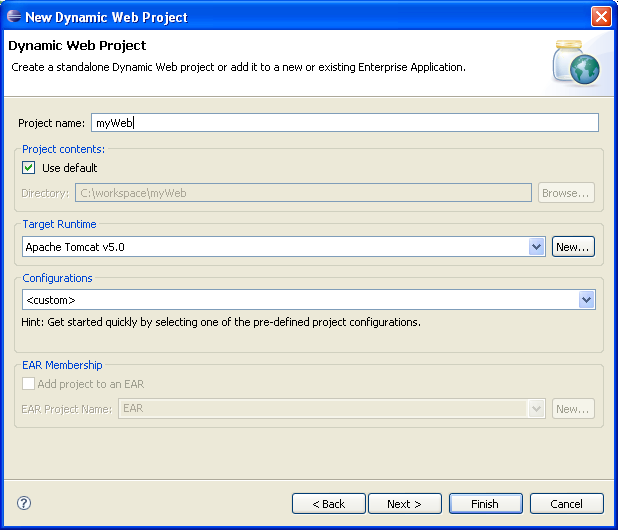 New Dynamic Web Project
Dynamic Web Project
Create a standalone Dynamic Web project or add it to a new or existing Enterprise Application.
Project name: myWeb
Project contents:
Use default
Directory: C:\workspace\myWeb Browse...
Target Runtime
Apache Tomcat v5.0 New...
Configurations
<custom>
Hint: Get started quickly by selecting one of the pre-defined project configurations.
EAR Membership
Add project to an EAR
EAR Project Name: EAR New...
? < Back Next > Finish Cancel